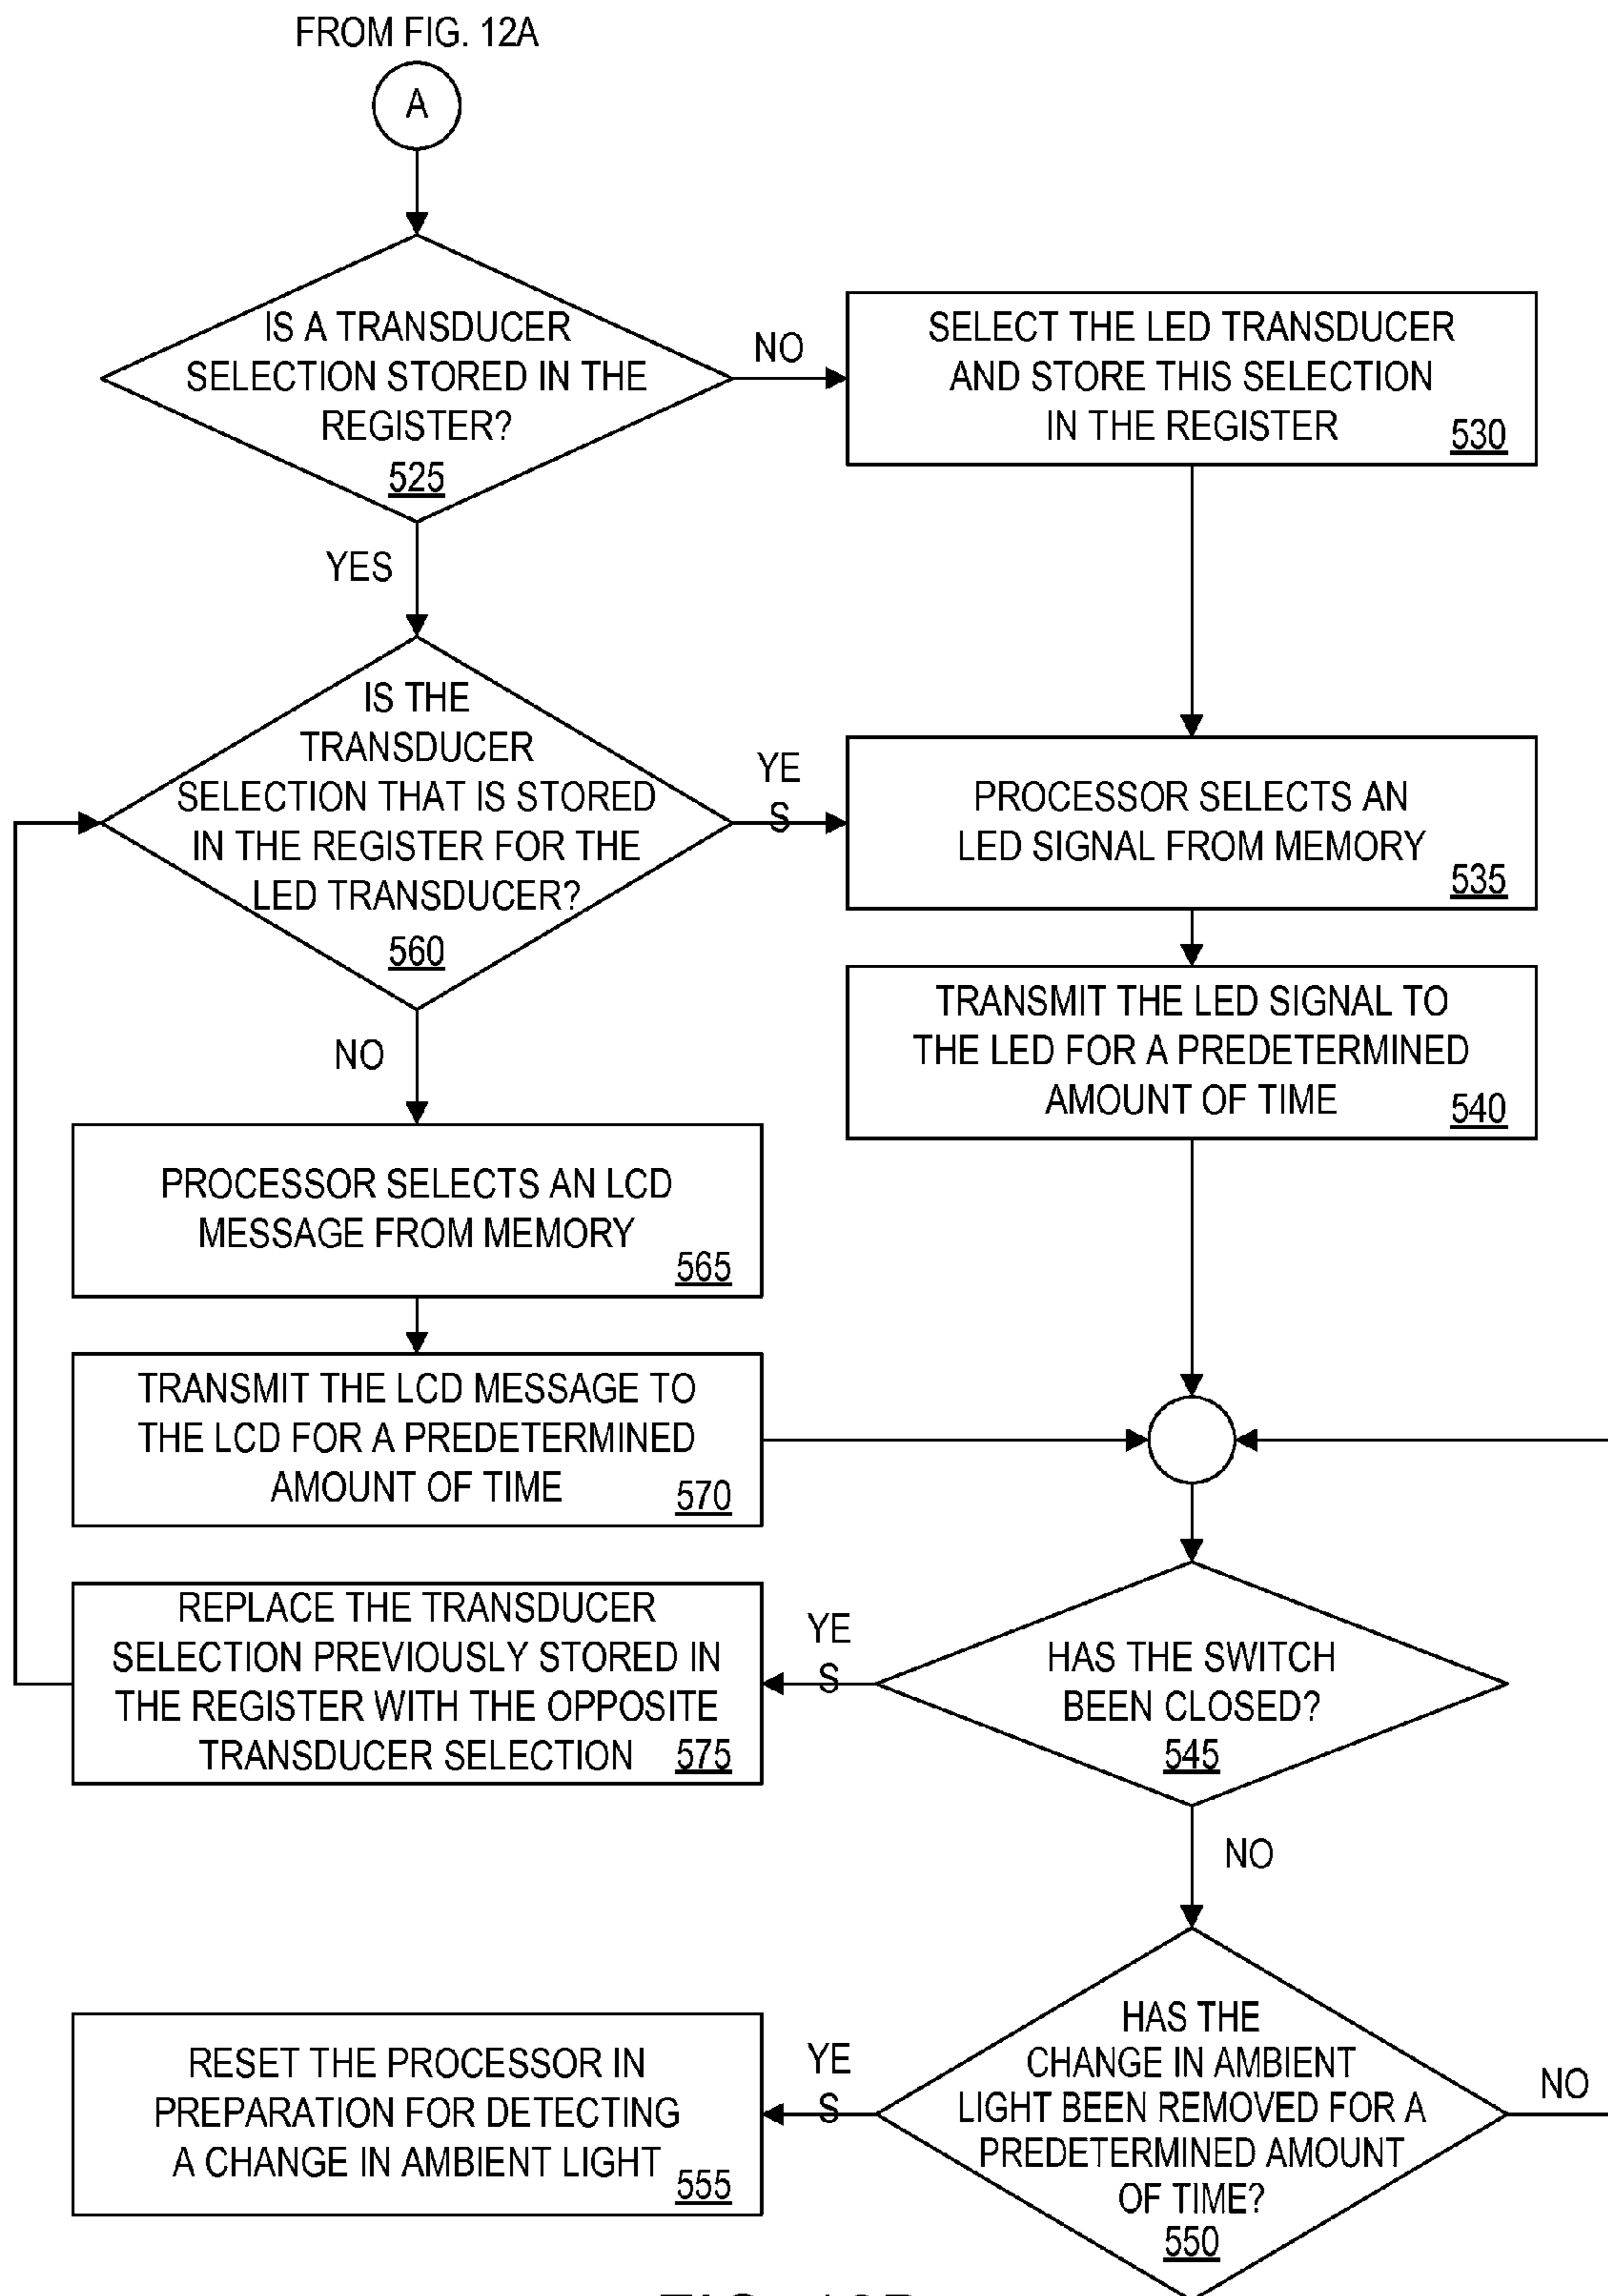 FROM FIG. 12A
A
IS A TRANSDUCER
SELECTION STORED IN THE
REGISTER?
525
NO
SELECT THE LED TRANSDUCER
AND STORE THIS SELECTION
IN THE REGISTER
530
YES
IS THE
TRANSDUCER
SELECTION THAT IS STORED
IN THE REGISTER FOR THE
LED TRANSDUCER?
560
YE
S
PROCESSOR SELECTS AN
LED SIGNAL FROM MEMORY
535
TRANSMIT THE LED SIGNAL TO
THE LED FOR A PREDETERMINED
AMOUNT OF TIME
540
NO
PROCESSOR SELECTS AN LCD
MESSAGE FROM MEMORY
565
TRANSMIT THE LCD MESSAGE TO
THE LCD FOR A PREDETERMINED
AMOUNT OF TIME
570
REPLACE THE TRANSDUCER
SELECTION PREVIOUSLY STORED IN
THE REGISTER WITH THE OPPOSITE
TRANSDUCER SELECTION
575
YE
S
HAS THE SWITCH
BEEN CLOSED?
545
NO
RESET THE PROCESSOR IN
PREPARATION FOR DETECTING
A CHANGE IN AMBIENT LIGHT
555
YE
S
HAS THE
CHANGE IN AMBIENT
LIGHT BEEN REMOVED FOR A
PREDETERMINED AMOUNT
OF TIME?
550
NO